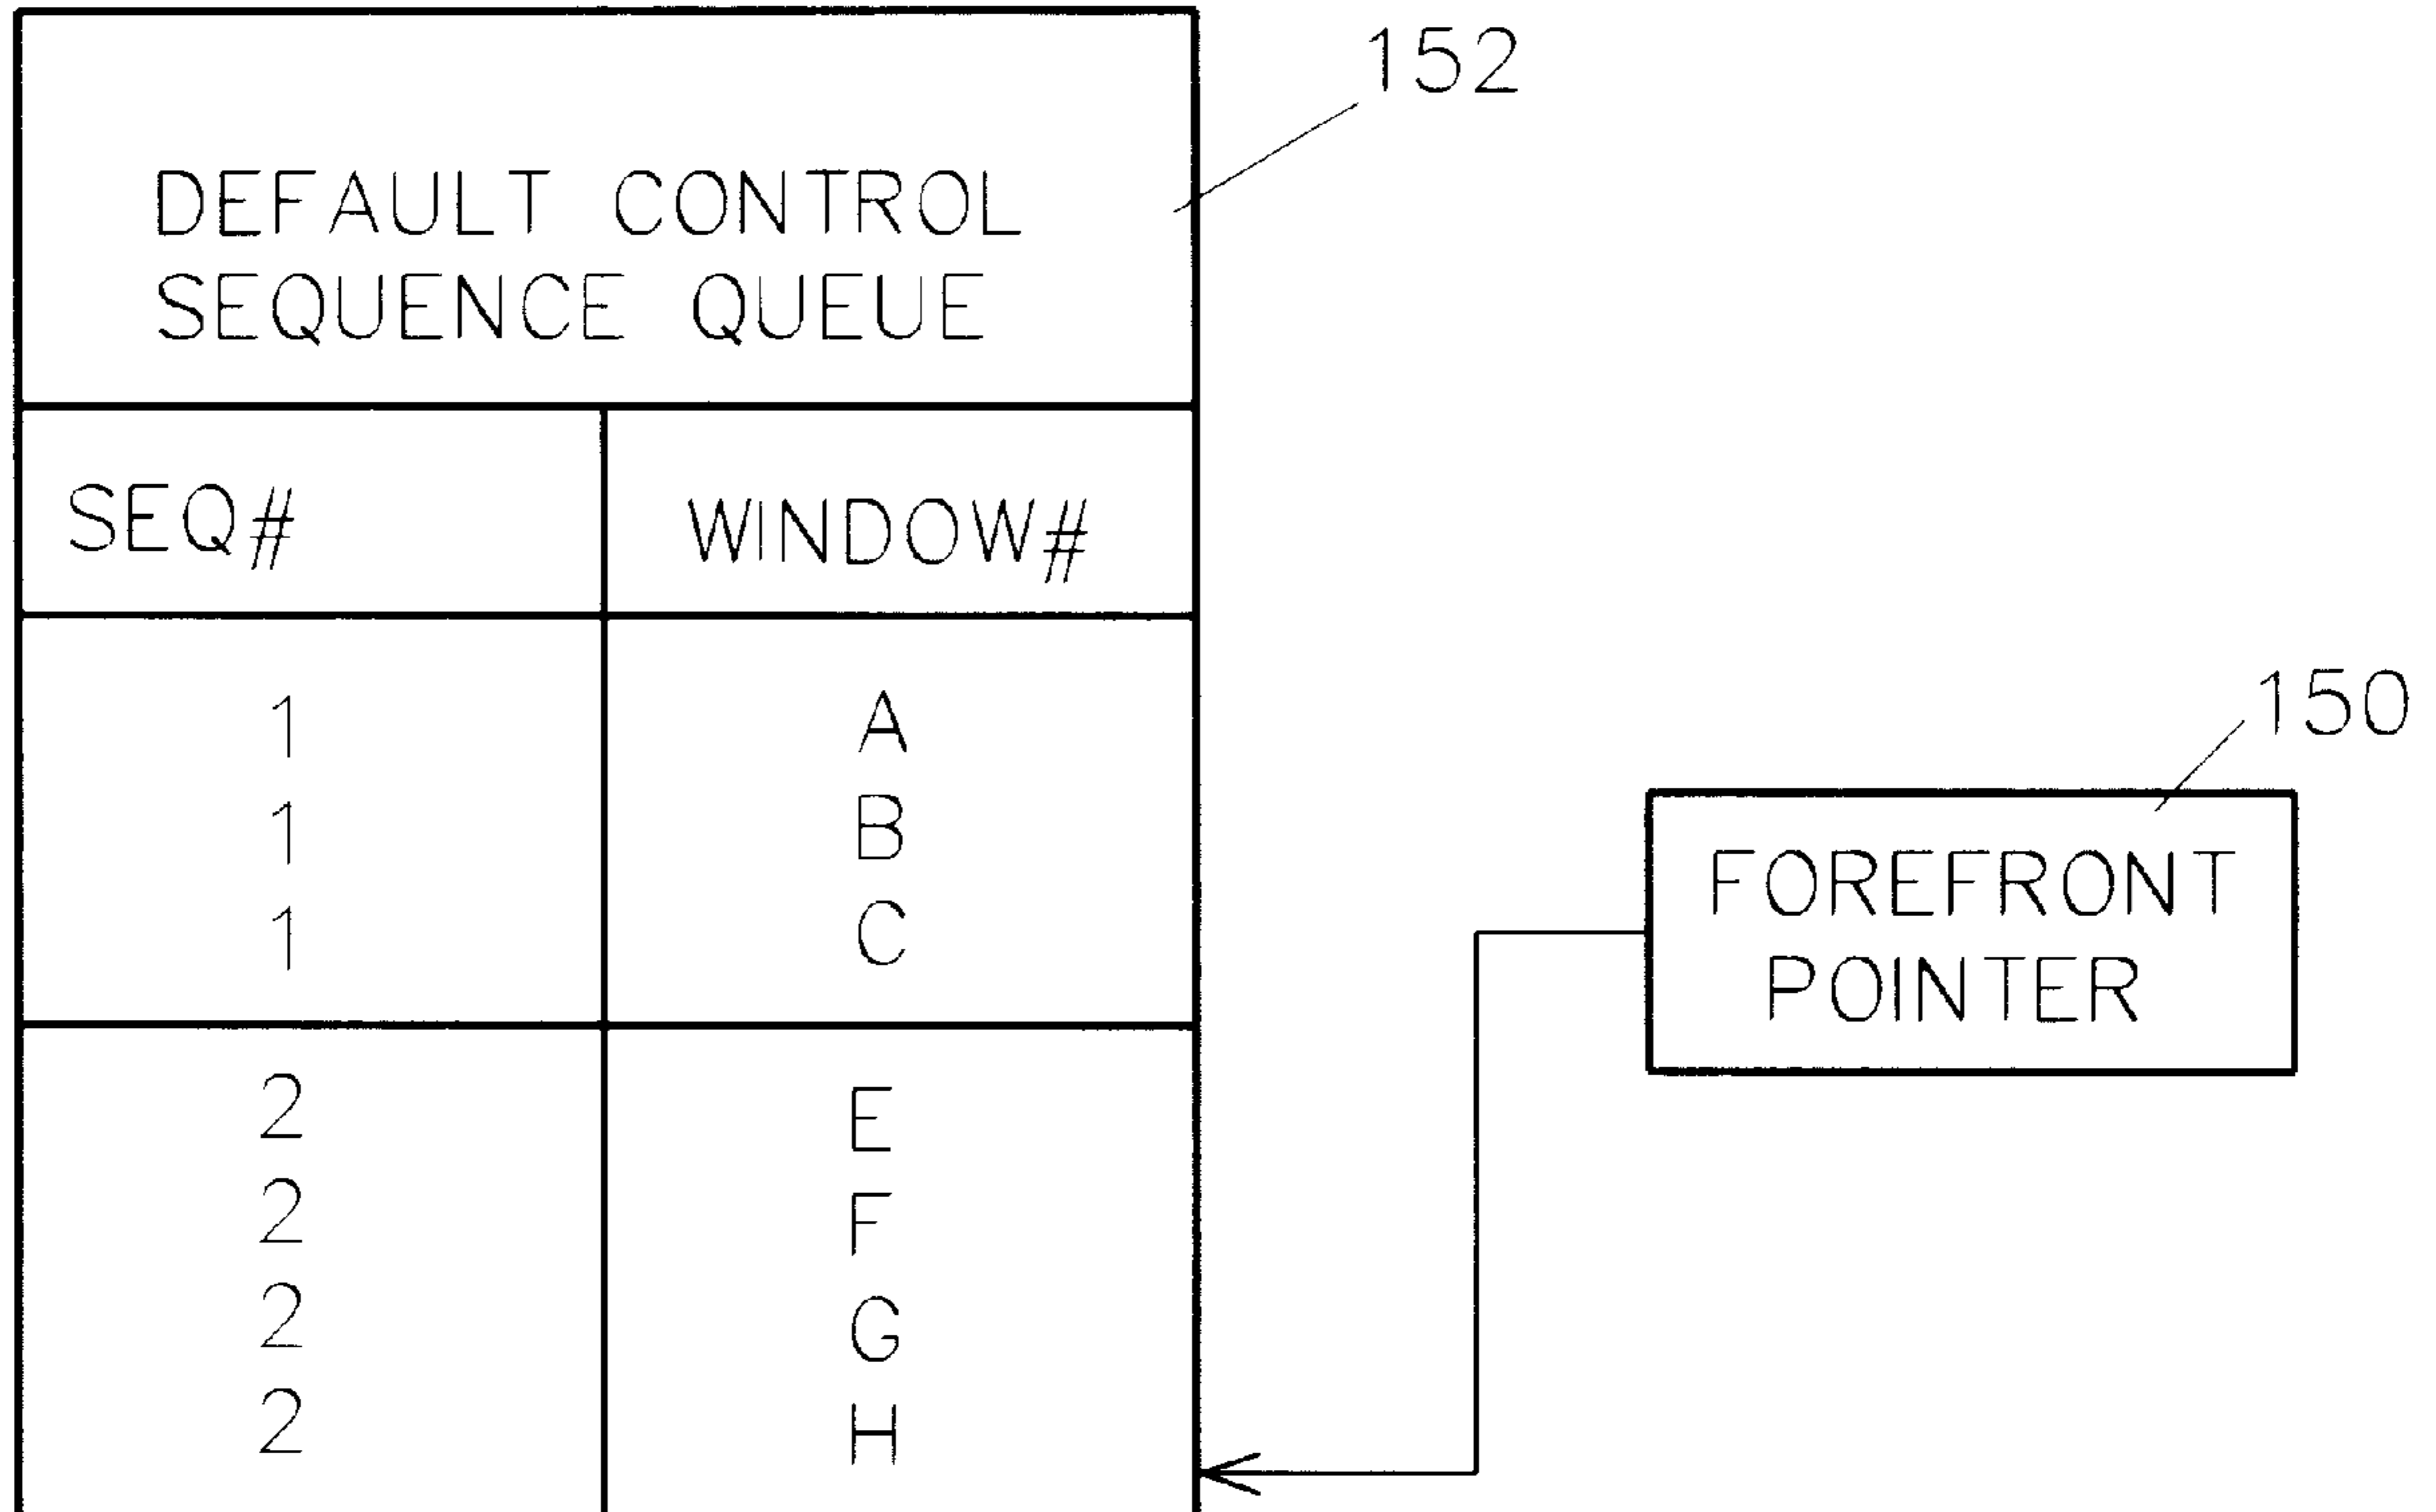 152
DEFAULT CONTROL
SEQUENCE QUEUE
SEQ# WINDOW#
1 A
1 B
1 C
2 E
2 F
2 G
2 H
150
FOREFRONT
POINTER